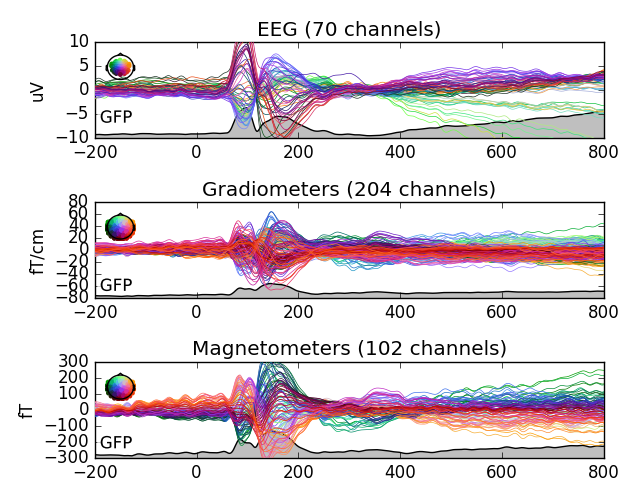 EEG (70 channels)
10
5
0
−5
−10
uV
GFP
−200 0 200 400 600 800
Gradiometers (204 channels)
80
60
40
20
0
−20
−40
−60
−80
fT/cm
GFP
−200 0 200 400 600 800
Magnetometers (102 channels)
300
200
100
0
−100
−200
−300
fT
GFP
−200 0 200 400 600 800